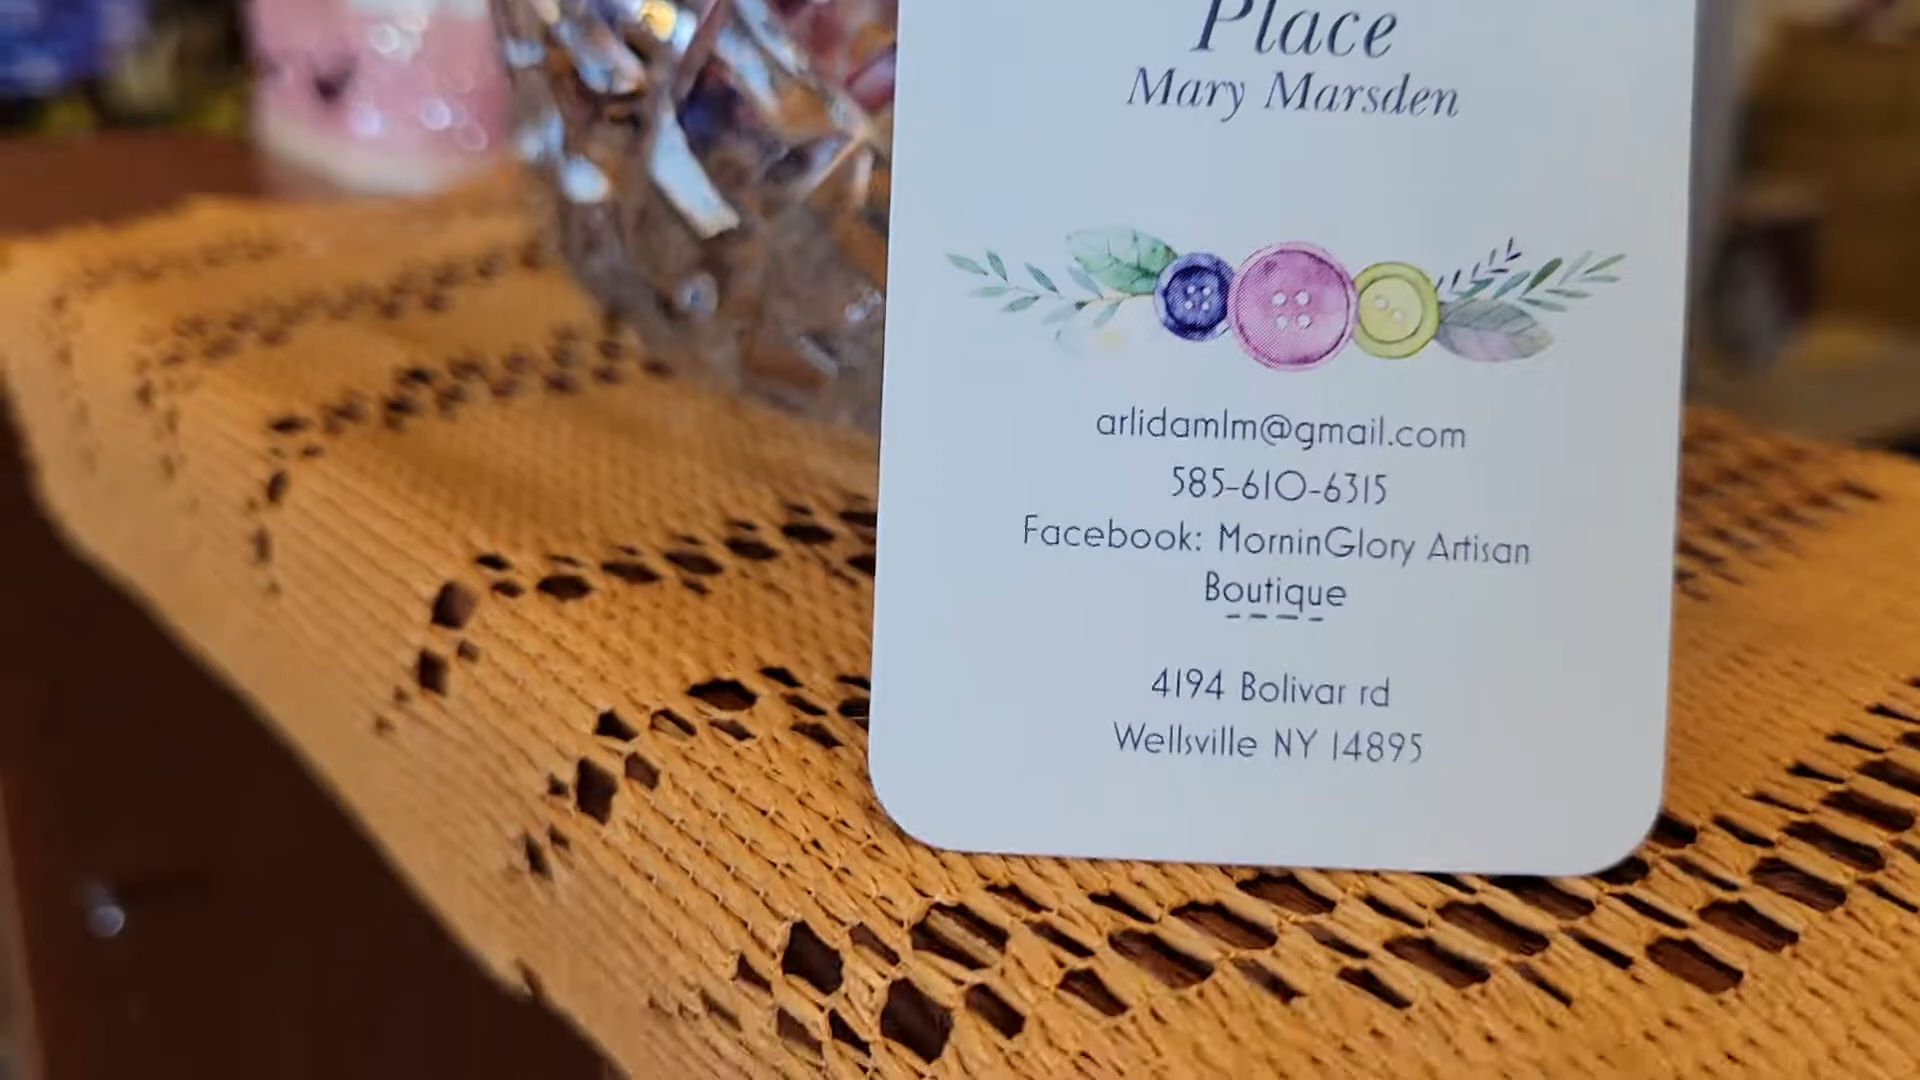 Place
Mary Marsden
arlidamlm@gmail.com
585-610-6315
Facebook: MorninGlory Artisan
Boutique
4194 Bolivar rd
Wellsville NY 14895